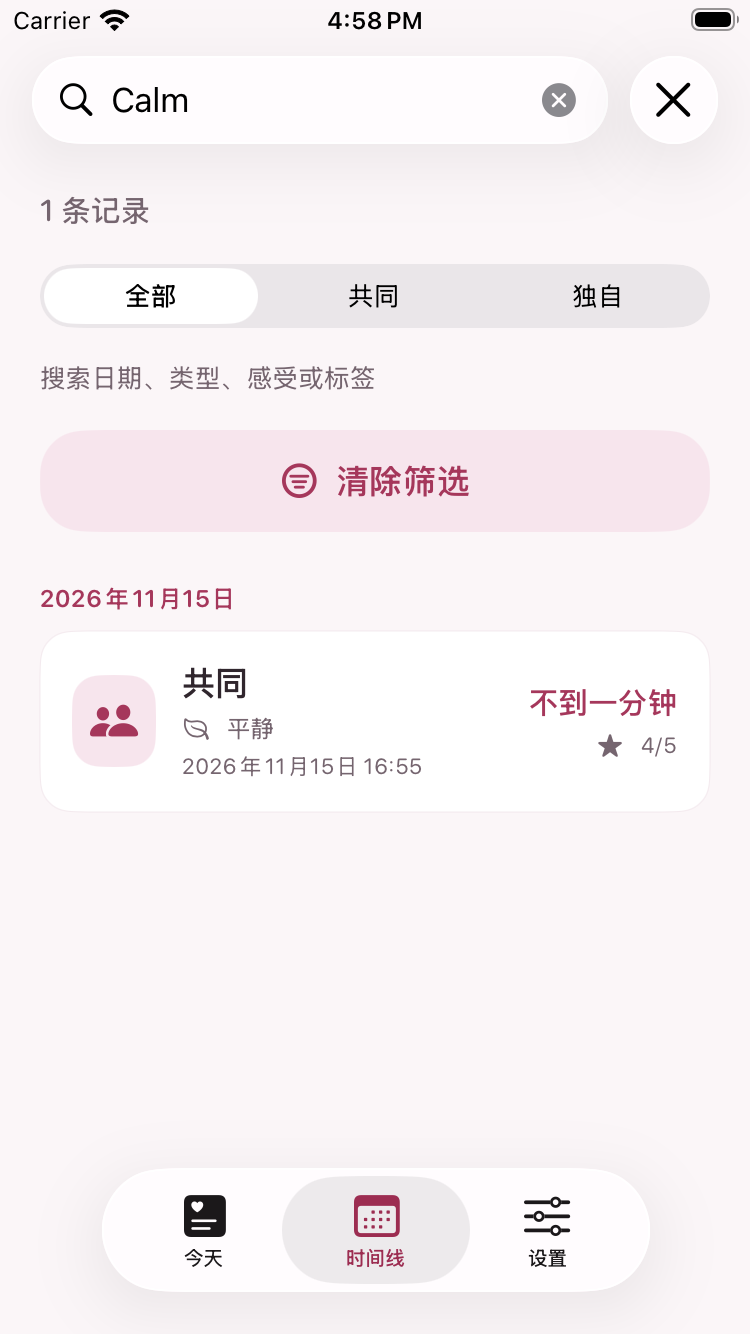 Carrier 4:58 PM
Calm
1 条记录
全部 共同 独自
搜索日期、类型、感受或标签
清除筛选
2026年11月15日
共同
不到一分钟
平静
4/5
2026年11月15日 16:55
今天 时间线 设置